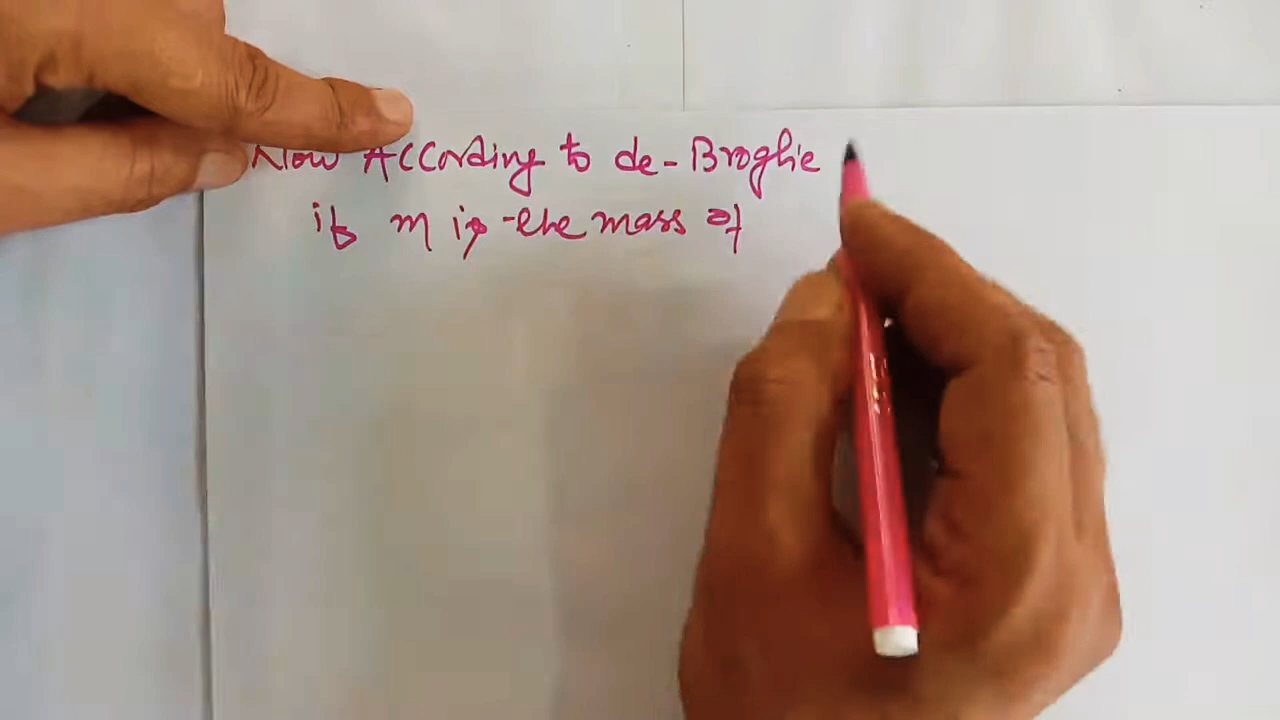 Now According to de-Broglie
if m is the mass of